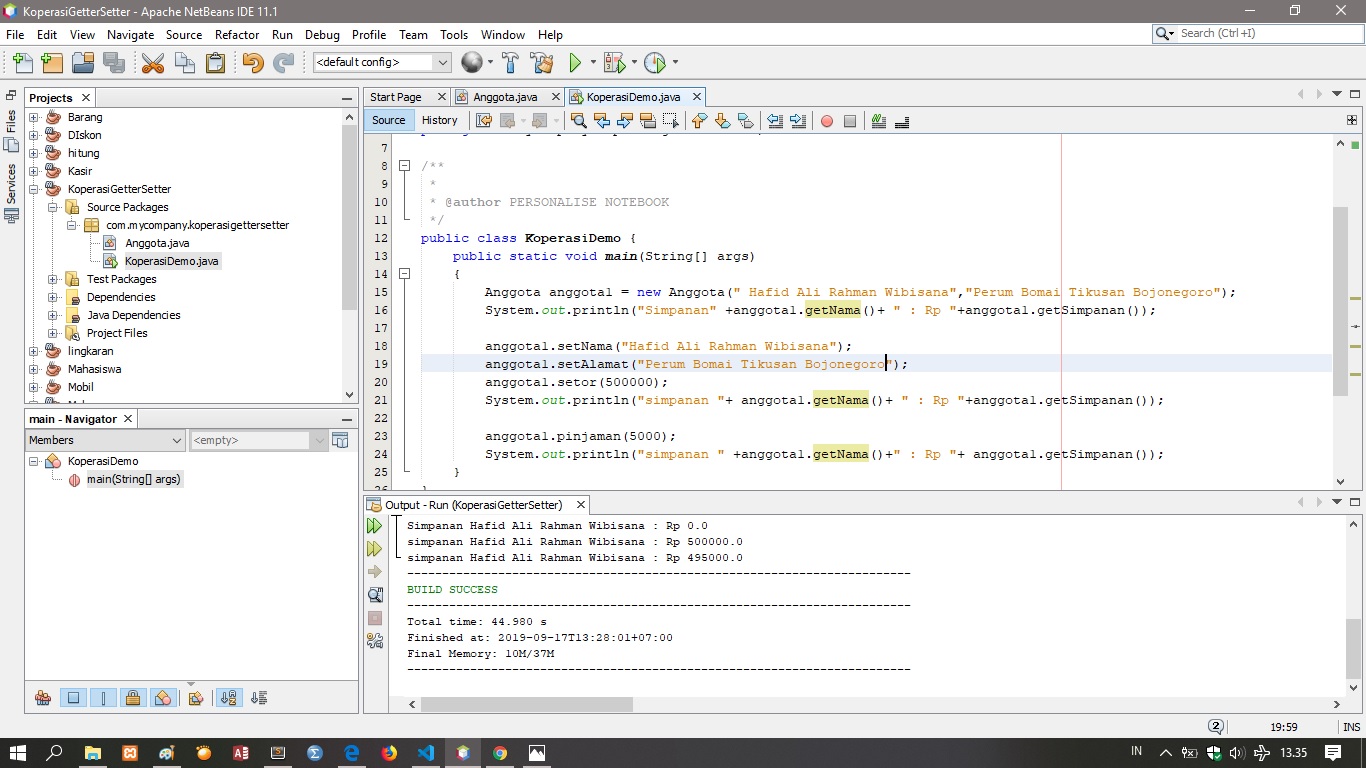 KoperasiGetterSetter - Apache NetBeans IDE 11.1
File Edit View Navigate Source Refactor Run Debug Profile Team Tools Window Help
Search (Ctrl +I)
<default config>
Files
Services
Projects
Barang
DIskon
hitung
Kasir
KoperasiGetterSetter
Source Packages
com.mycompany.koperasigettersetter
Anggota.java
KoperasiDemo.java
Test Packages
Dependencies
Java Dependencies
Project Files
lingkaran
Mahasiswa
Mobil
main - Navigator
Members <empty>
KoperasiDemo
main(String[] args)
Start Page Anggota.java KoperasiDemo.java
Source History
7
8 /**
9 *
10 * @author PERSONALISE NOTEBOOK
11 */
12 public class KoperasiDemo {
13 public static void main(String[] args)
14 {
15 Anggota anggota1 = new Anggota(" Hafid Ali Rahman Wibisana","Perum Bomai Tikusan Bojonegoro");
16 System.out.println("Simpanan" +anggota1.getNama()+ " : Rp "+anggota1.getSimpanan());
17
18 anggota1.setNama("Hafid Ali Rahman Wibisana");
19 anggota1.setAlamat("Perum Bomai Tikusan Bojonegoro");
20 anggota1.setor(500000);
21 System.out.println("simpanan "+ anggota1.getNama()+ " : Rp "+anggota1.getSimpanan());
22
23 anggota1.pinjaman(5000);
24 System.out.println("simpanan " +anggota1.getNama()+" : Rp "+ anggota1.getSimpanan());
25 }
Output - Run (KoperasiGetterSetter)
Simpanan Hafid Ali Rahman Wibisana : Rp 0.0
simpanan Hafid Ali Rahman Wibisana : Rp 500000.0
simpanan Hafid Ali Rahman Wibisana : Rp 495000.0
------------------------------------------------------------------------
BUILD SUCCESS
------------------------------------------------------------------------
Total time: 44.980 s
Finished at: 2019-09-17T13:28:01+07:00
Final Memory: 10M/37M
------------------------------------------------------------------------
2 19:59 INS
IN 13.35